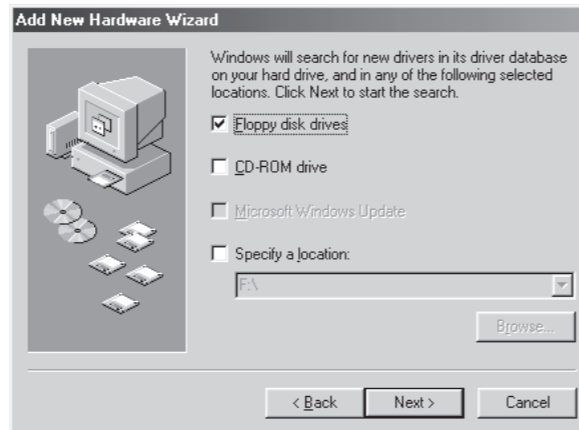 Add New Hardware Wizard
Windows will search for new drivers in its driver database
on your hard drive, and in any of the following selected
locations. Click Next to start the search.
Floppy disk drives
CD-ROM drive
Microsoft Windows Update
Specify a location:
F:\
Browse...
< Back
Next >
Cancel